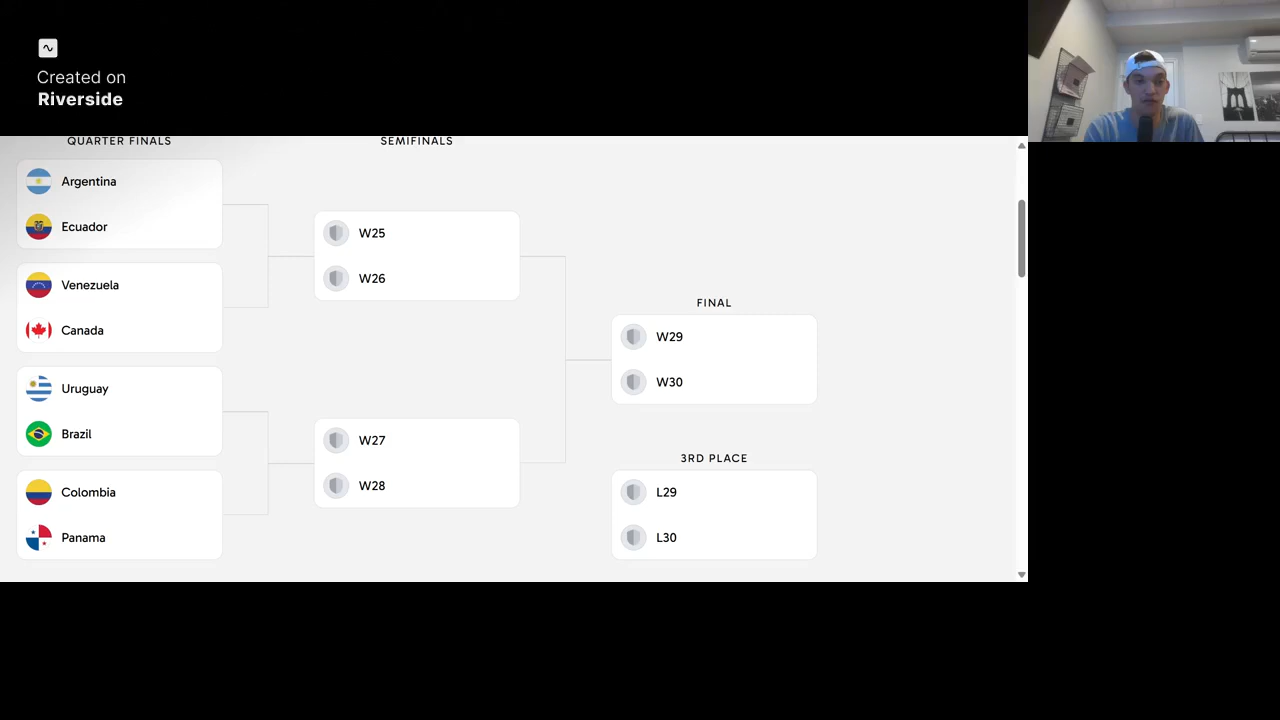 Created on
Riverside
QUARTER FINALS
SEMIFINALS
Argentina
Ecuador
Venezuela
Canada
Uruguay
Brazil
Colombia
Panama
W25
W26
W27
W28
FINAL
W29
W30
3RD PLACE
L29
L30